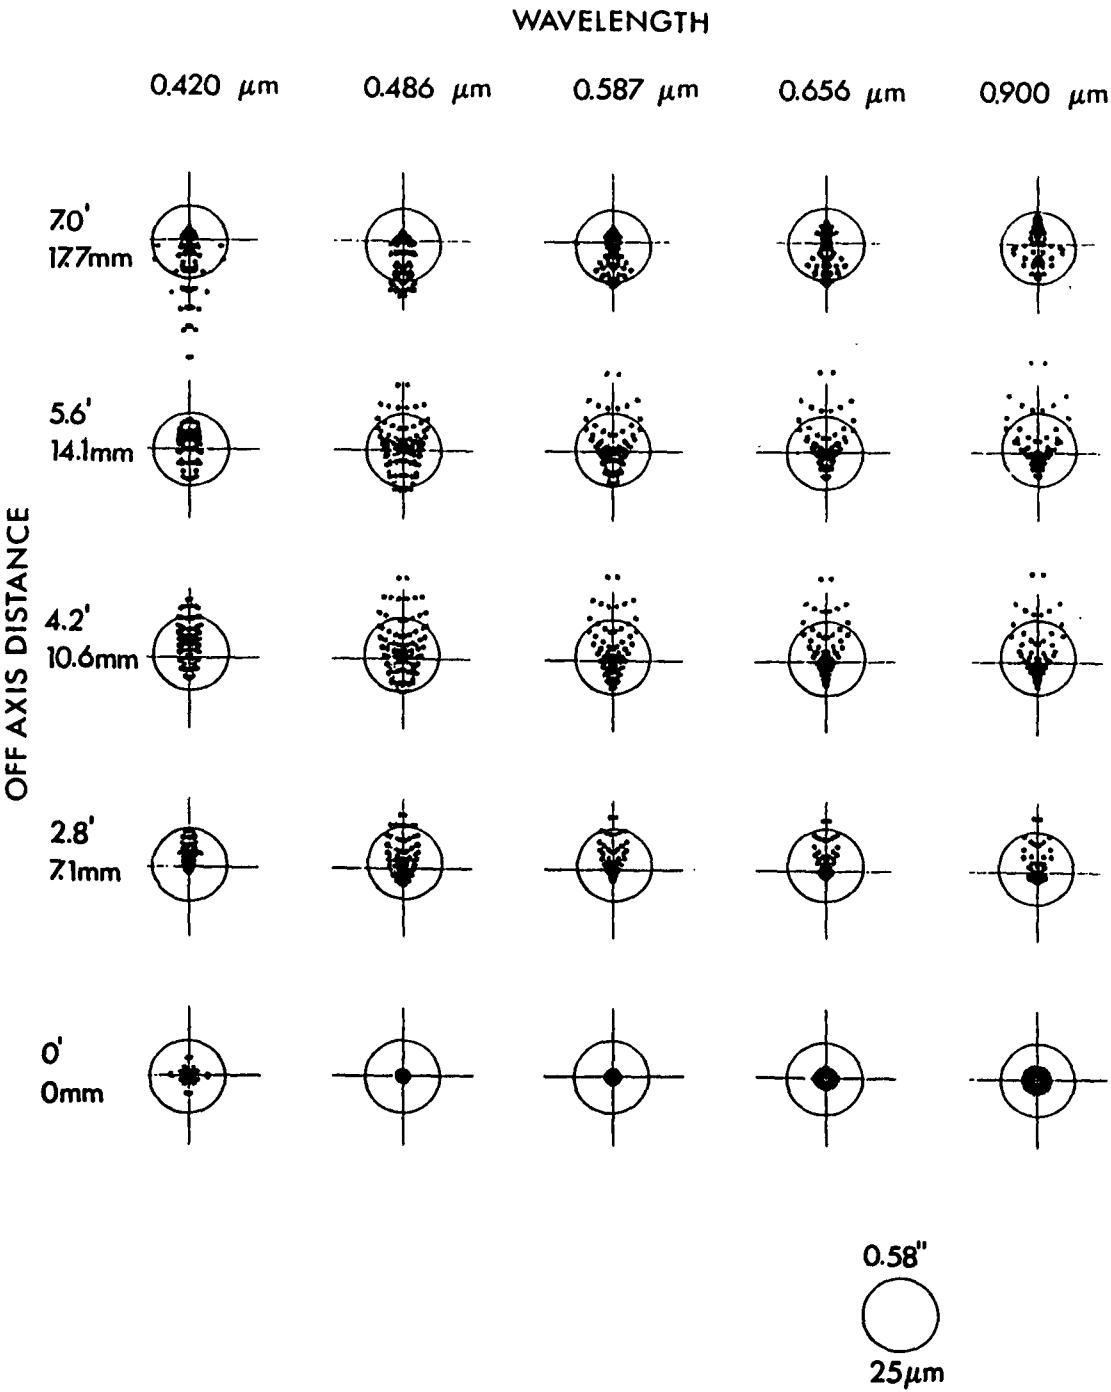 WAVELENGTH
0.420 μm 0.486 μm 0.587 μm 0.656 μm 0.900 μm
7.0'
17.7mm
5.6'
14.1mm
OFF AXIS DISTANCE
4.2'
10.6mm
2.8'
7.1mm
0'
0mm
0.58"
25μm